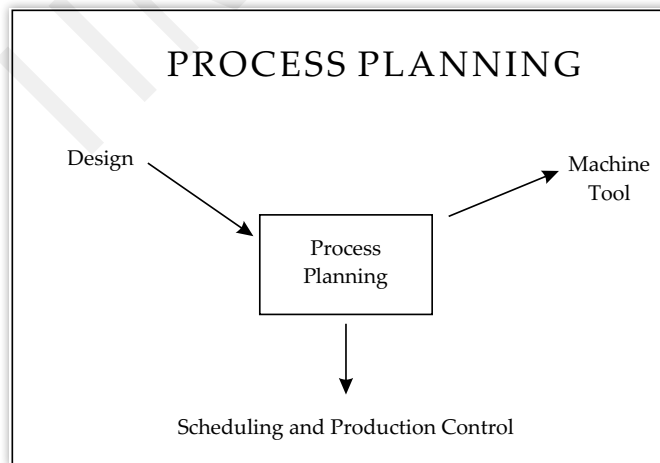 PROCESS PLANNING
Design
Machine
Tool
Process
Planning
Scheduling and Production Control